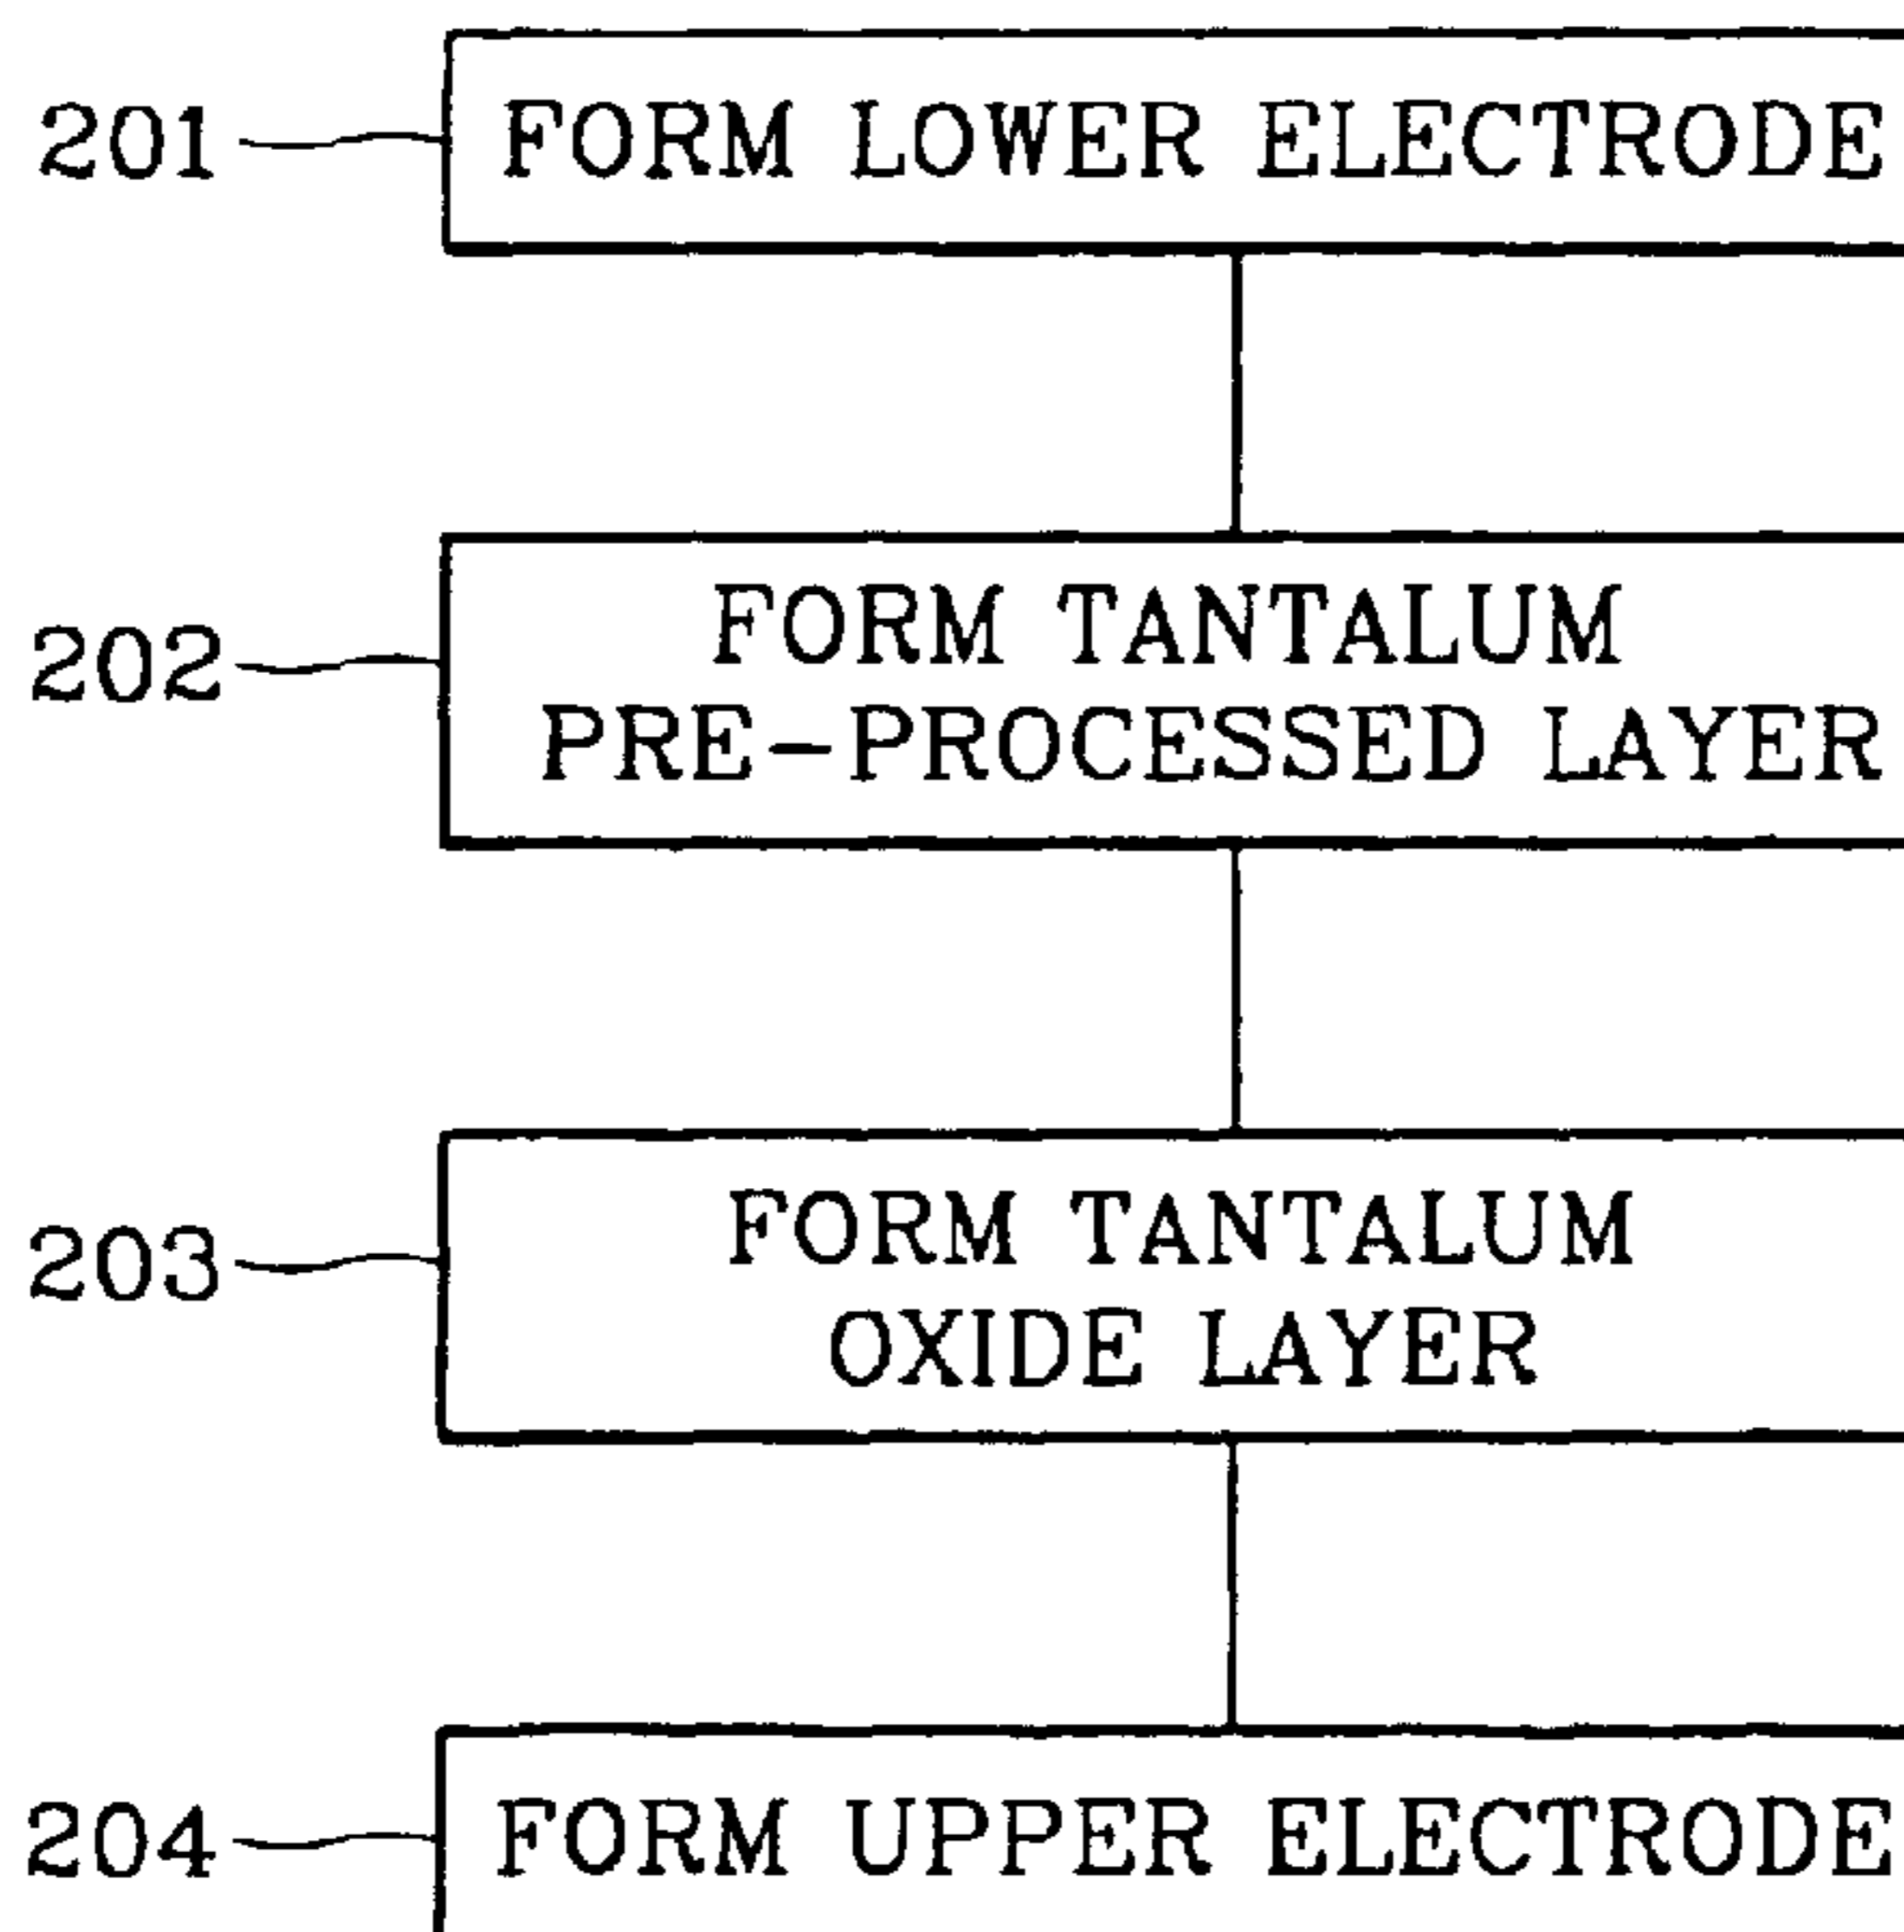 201 FORM LOWER ELECTRODE
FORM TANTALUM
202
PRE-PROCESSED LAYER
FORM TANTALUM
203
OXIDE LAYER
204 FORM UPPER ELECTRODE